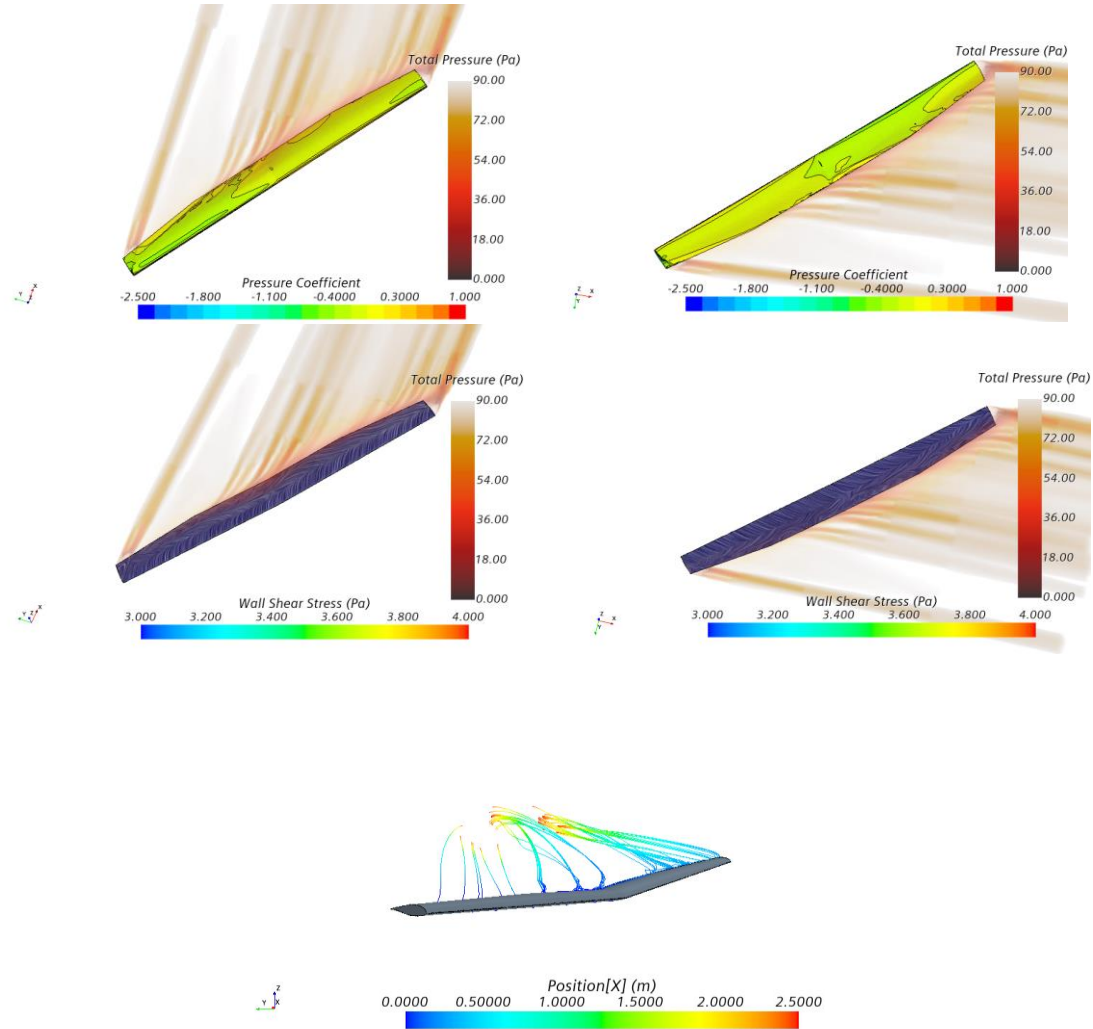 Total Pressure (Pa)
90.00
72.00
54.00
36.00
18.00
0.000
Pressure Coefficient
-2.500 -1.800 -1.100 -0.4000 0.3000 1.000
Y X
Total Pressure (Pa)
90.00
72.00
54.00
36.00
18.00
0.000
Pressure Coefficient
-2.500 -1.800 -1.100 -0.4000 0.3000 1.000
Z X
Y
Total Pressure (Pa)
90.00
72.00
54.00
36.00
18.00
0.000
Wall Shear Stress (Pa)
3.000 3.200 3.400 3.600 3.800 4.000
Y Z X
Total Pressure (Pa)
90.00
72.00
54.00
36.00
18.00
0.000
Wall Shear Stress (Pa)
3.000 3.200 3.400 3.600 3.800 4.000
Z X
Y
Position[X] (m)
0.0000 0.50000 1.0000 1.5000 2.0000 2.5000
Z
Y X